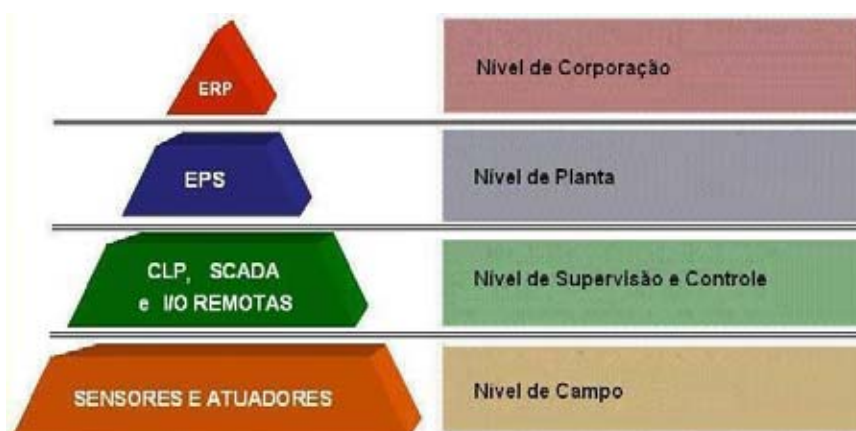 ERP
Nível de Corporação
EPS
Nível de Planta
CLP, SCADA
e I/O REMOTAS
Nível de Supervisão e Controle
SENSORES E ATUADORES
Nível de Campo